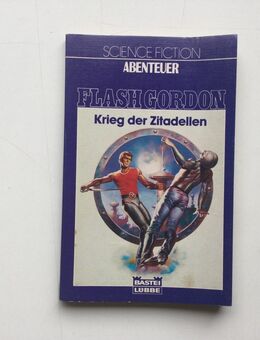 SCIENCE FICTION
ABENTEUER
FLASH GORDON
Krieg der Zitadellen
BASTEI
LÜBBE